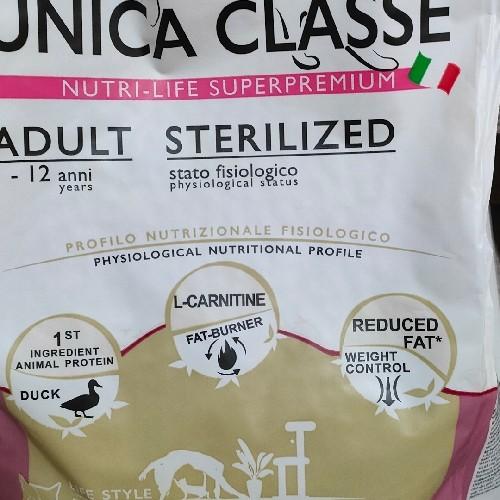 UNICA CLASSE
NUTRI-LIFE SUPERPREMIUM
ADULT STERILIZED
- 12 anni
years
stato fisiologico
physiological status
PROFILO NUTRIZIONALE FISIOLOGICO
PHYSIOLOGICAL NUTRITIONAL PROFILE
1ST
INGREDIENT
ANIMAL PROTEIN
DUCK
L-CARNITINE
FAT-BURNER
REDUCED
FAT*
WEIGHT
CONTROL
STYLE